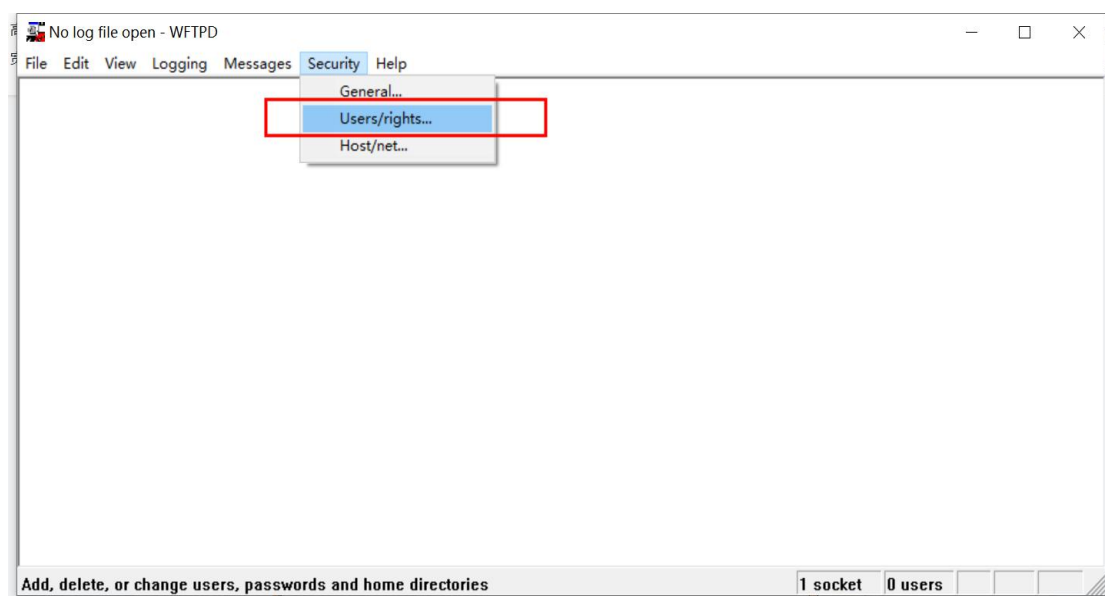 No log file open - WFTPD
File Edit View Logging Messages Security Help
General...
Users/rights...
Host/net...
Add, delete, or change users, passwords and home directories 1 socket 0 users